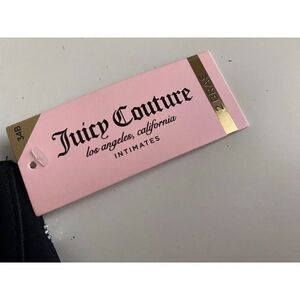 34B
Juicy Couture
los angeles, california
INTIMATES